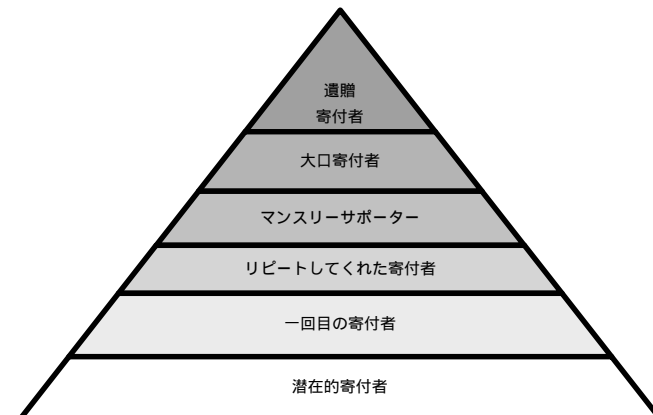 遺贈
寄付者
大口寄付者
マンスリーサポーター
リピートしてくれた寄付者
一回目の寄付者
潜在的寄付者